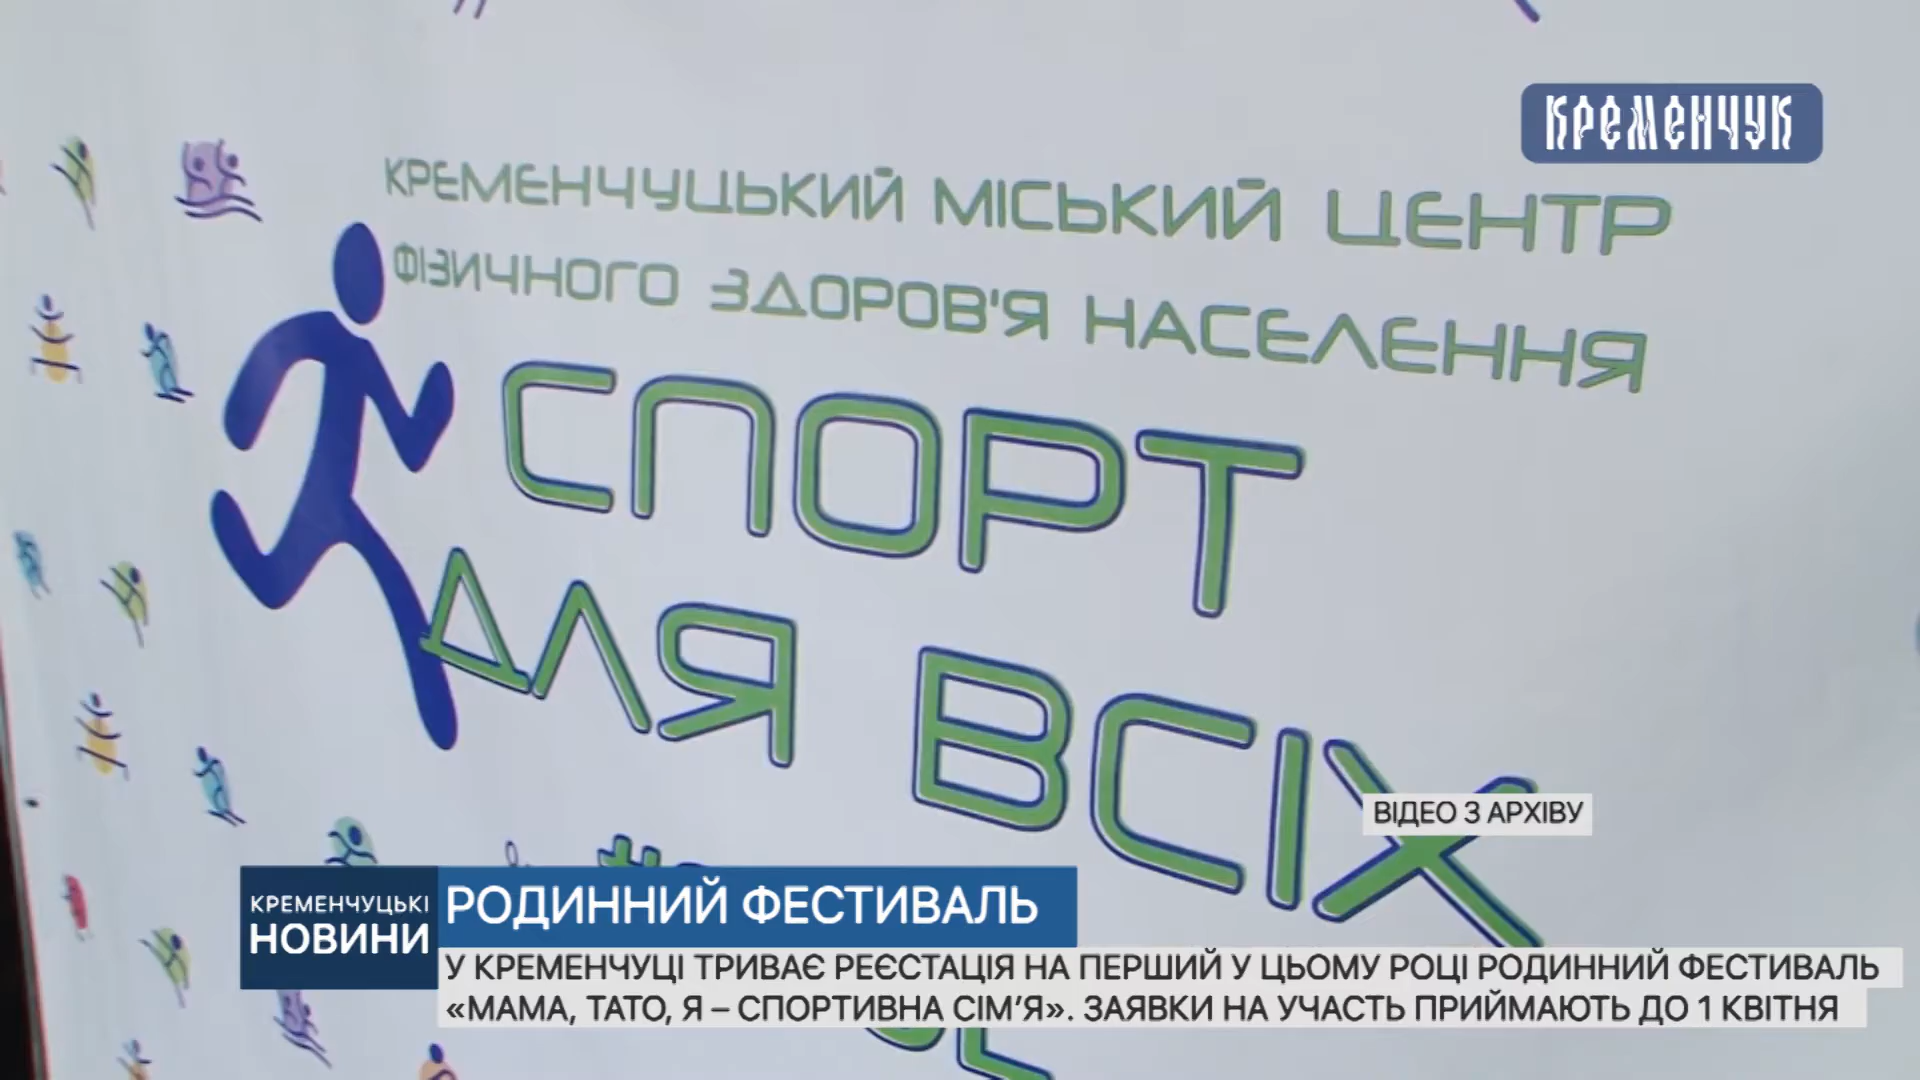 КРЕМЕНЧУК
КРЕМЕНЧУЦЬКИЙ МІСЬКИЙ ЦЕНТР
ФІЗИЧНОГО ЗДОРОВ'Я НАСЕЛЕННЯ
СПОРТ
ДЛЯ ВСІХ
ВІДЕО З АРХІВУ
КРЕМЕНЧУЦЬКІ
НОВИНИ
РОДИННИЙ ФЕСТИВАЛЬ
У КРЕМЕНЧУЦІ ТРИВАЄ РЕЄСТАЦІЯ НА ПЕРШИЙ У ЦЬОМУ РОЦІ РОДИННИЙ ФЕСТИВАЛЬ
«МАМА, ТАТО, Я – СПОРТИВНА СІМ’Я». ЗАЯВКИ НА УЧАСТЬ ПРИЙМАЮТЬ ДО 1 КВІТНЯ